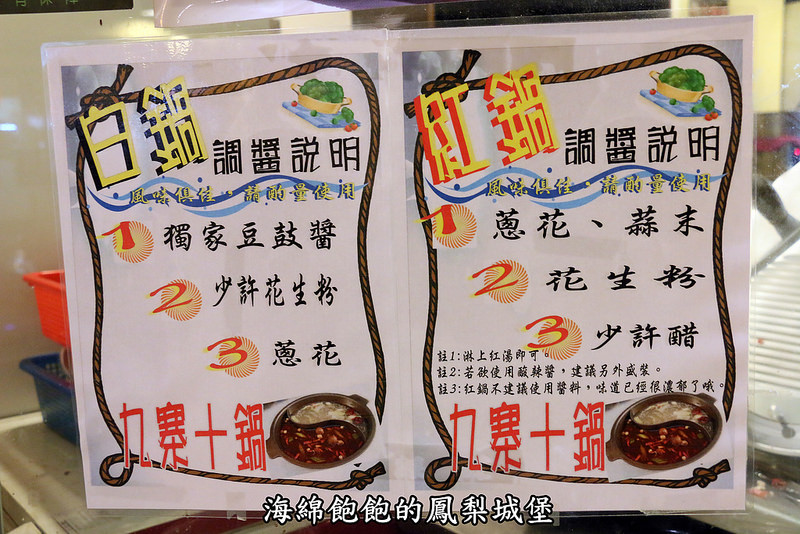 白鍋
調醬説明
風味俱佳，請酌量使用
1 獨家豆鼓醬
2 少許花生粉
3 蔥花
九寨十鍋
紅鍋
調醬説明
風味俱佳，請酌量使用
1 蔥花、蒜末
2 花生粉
3 少許醋
註1:淋上紅湯即可。
註2:若欲使用酸辣醬，建議另外盛裝。
註3:紅鍋不建議使用醬料，味道已經很濃郁了哦。
九寨十鍋
海綿飽飽的鳳梨城堡